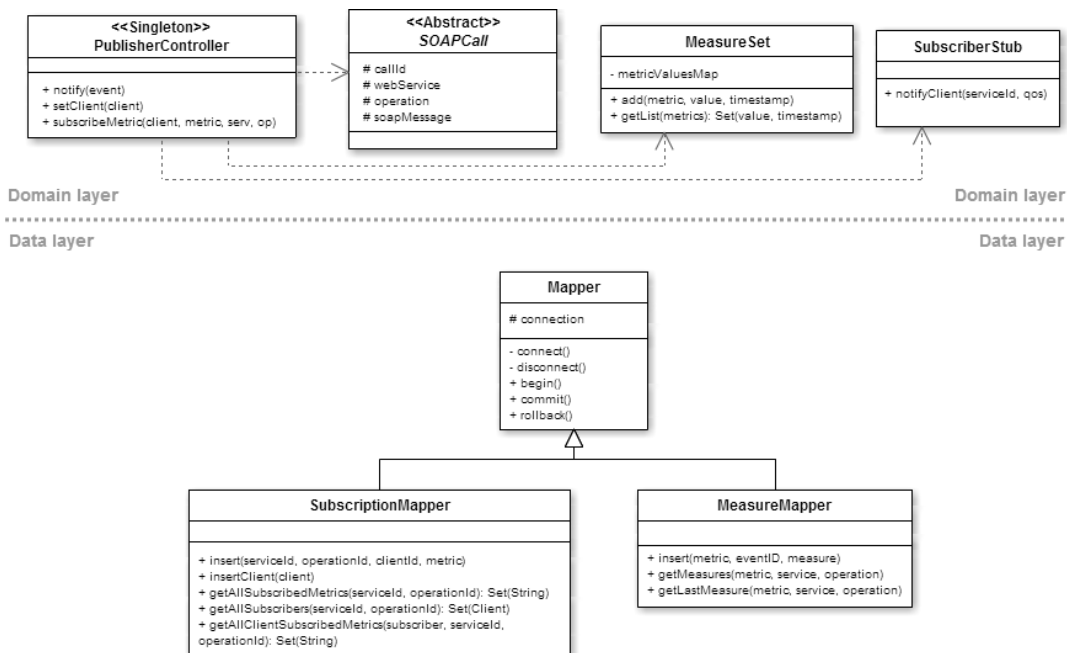 <<Singleton>>
PublisherController
+ notify(event)
+ setClient(client)
+ subscribeMetric(client, metric, serv, op)
<<Abstract>>
SOAPCall
# callId
# webService
# operation
# soapMessage
MeasureSet
- metricValuesMap
+ add(metric, value, timestamp)
+ getList(metrics): Set(value, timestamp)
SubscriberStub
+ notifyClient(serviceId, qos)
Domain layer
Domain layer
Data layer
Data layer
Mapper
# connection
- connect()
- disconnect()
+ begin()
+ commit()
+ rollback()
SubscriptionMapper
+ insert(serviceId, operationId, clientId, metric)
+ insertClient(client)
+ getAllSubscribedMetrics(serviceId, operationId): Set(String)
+ getAllSubscribers(serviceId, operationId): Set(Client)
+ getAllClientSubscribedMetrics(subscriber, serviceId,
operationId): Set(String)
MeasureMapper
+ insert(metric, eventID, measure)
+ getMeasures(metric, service, operation)
+ getLastMeasure(metric, service, operation)